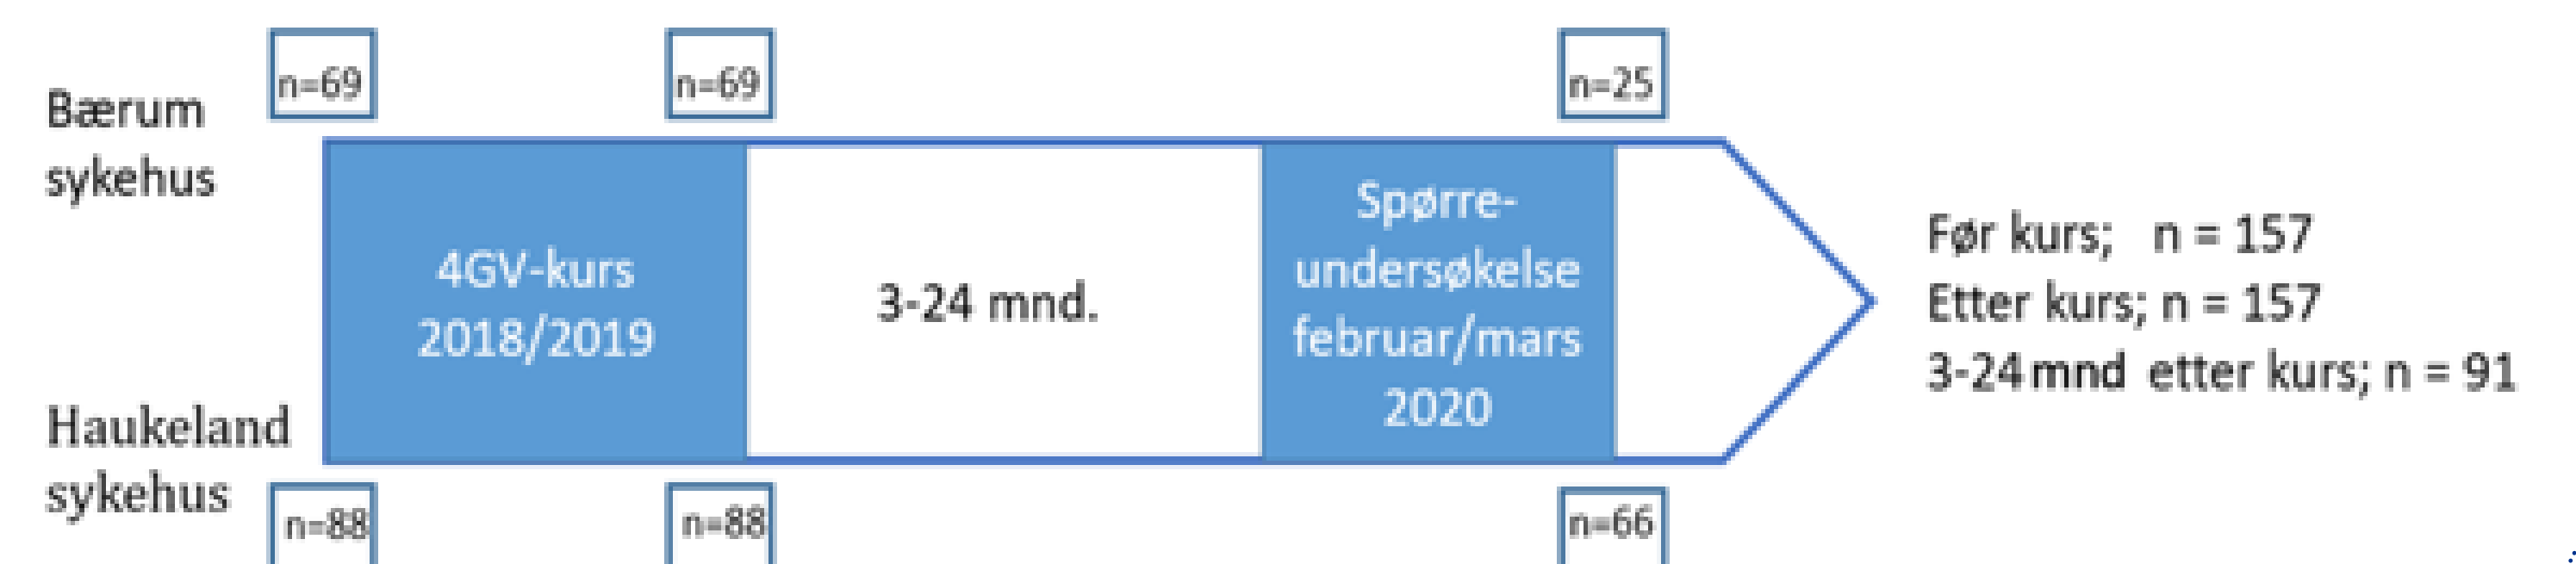 n=69
n=69
n=25
Bærum
sykehus
4GV-kurs
2018/2019
3-24 mnd.
Spørre-
undersøkelse
februar/mars
2020
Før kurs; n = 157
Etter kurs; n = 157
3-24 mnd etter kurs; n = 91
Haukeland
sykehus
n=88
n=88
n=66